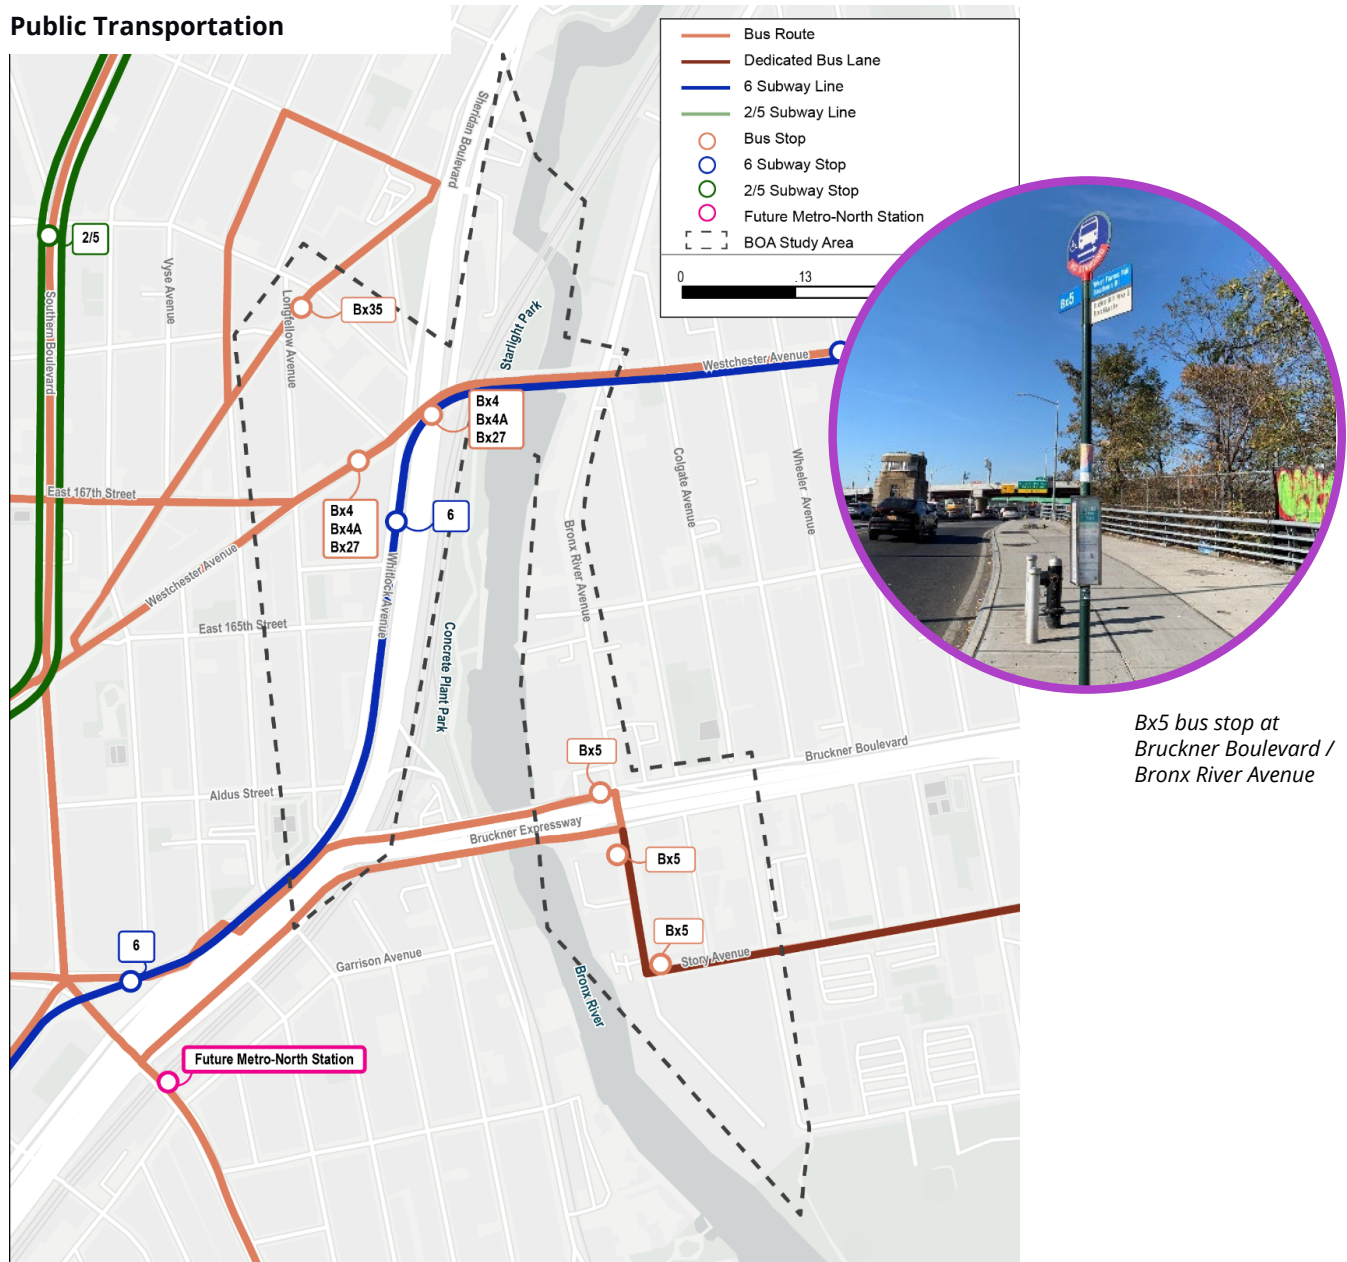 Public Transportation
Bus Route
Dedicated Bus Lane
6 Subway Line
2/5 Subway Line
Bus Stop
6 Subway Stop
2/5 Subway Stop
Future Metro-North Station
BOA Study Area
0 .13
Sheridan Boulevard
2/5
Vyse Avenue
Southern Boulevard
Longfellow Avenue
Bx35
Starlight Park
Westchester Avenue
Bx4
Bx4A
Bx27
Colgate Avenue
Wheeler Avenue
East 167th Street
Bx4
Bx4A
Bx27
6
Whitlock Avenue
Bronx River Avenue
Westchester Avenue
East 165th Street
Concrete Plant Park
Bx5
Bruckner Boulevard
Aldus Street
Bruckner Expressway
Bx5
6
Bx5
Story Avenue
Garrison Avenue
Bronx River
Future Metro-North Station
Bx5
Bx5 bus stop at
Bruckner Boulevard /
Bronx River Avenue